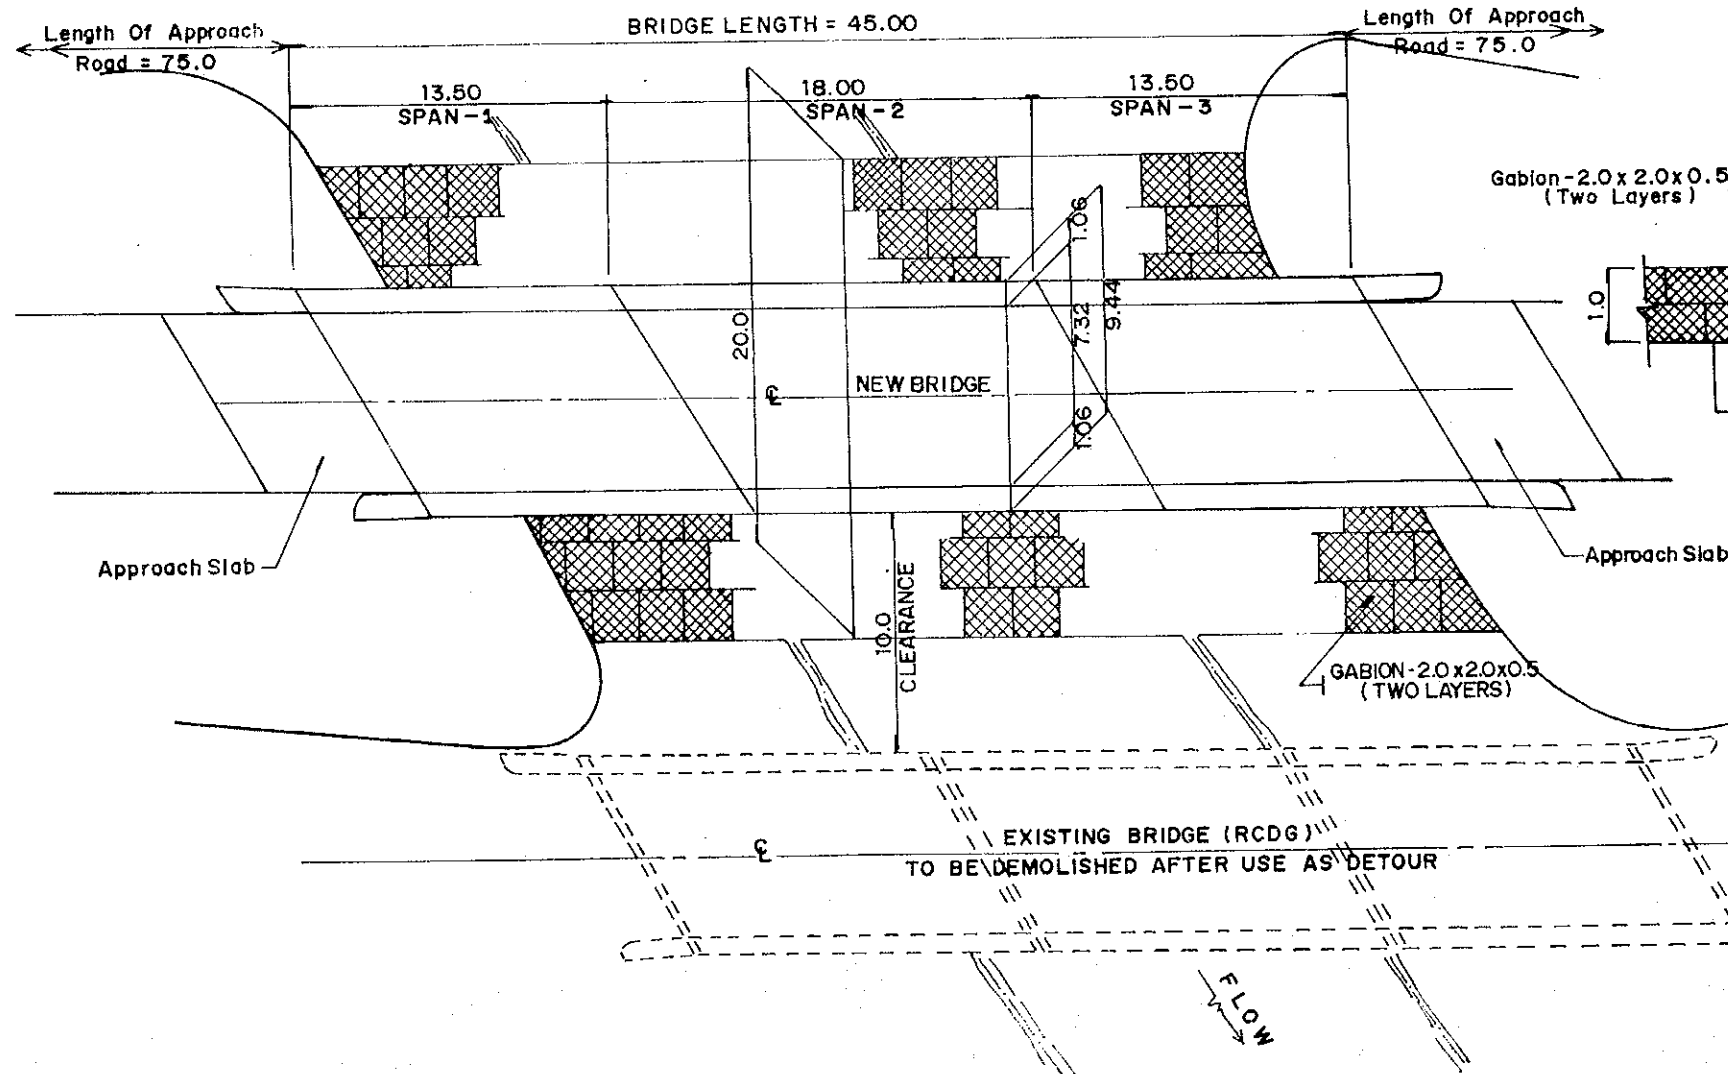 Length Of Approach
Road = 75.0
BRIDGE LENGTH = 45.00
Length Of Approach
Road = 75.0
13.50
SPAN-1
18.00
SPAN-2
13.50
SPAN-3
Gabion-2.0 x 2.0 x 0.5
(Two Layers)
1.06
1.0
20.0
7.32
9.44
℄
NEW BRIDGE
1.06
Approach Slab
10.0
CLEARANCE
Approach Slab
GABION-2.0x2.0x0.5
(TWO LAYERS)
℄
EXISTING BRIDGE (RCDG)
TO BE DEMOLISHED AFTER USE AS DETOUR
FLOW